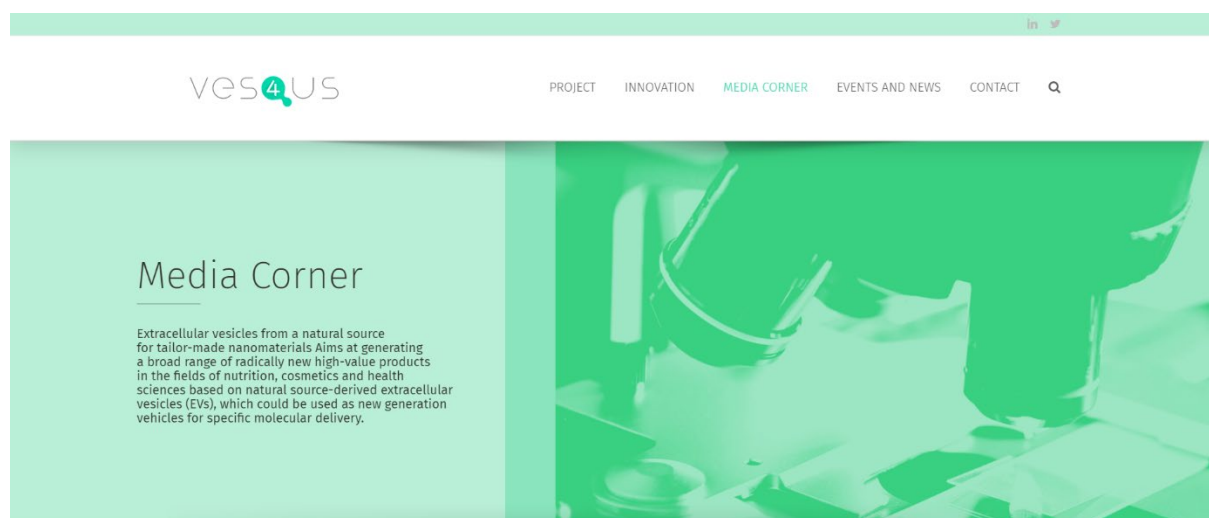 in
ves4us
PROJECT INNOVATION MEDIA CORNER EVENTS AND NEWS CONTACT
Media Corner
Extracellular vesicles from a natural source
for tailor-made nanomaterials Aims at generating
a broad range of radically new high-value products
in the fields of nutrition, cosmetics and health
sciences based on natural source-derived extracellular
vesicles (EVs), which could be used as new generation
vehicles for specific molecular delivery.